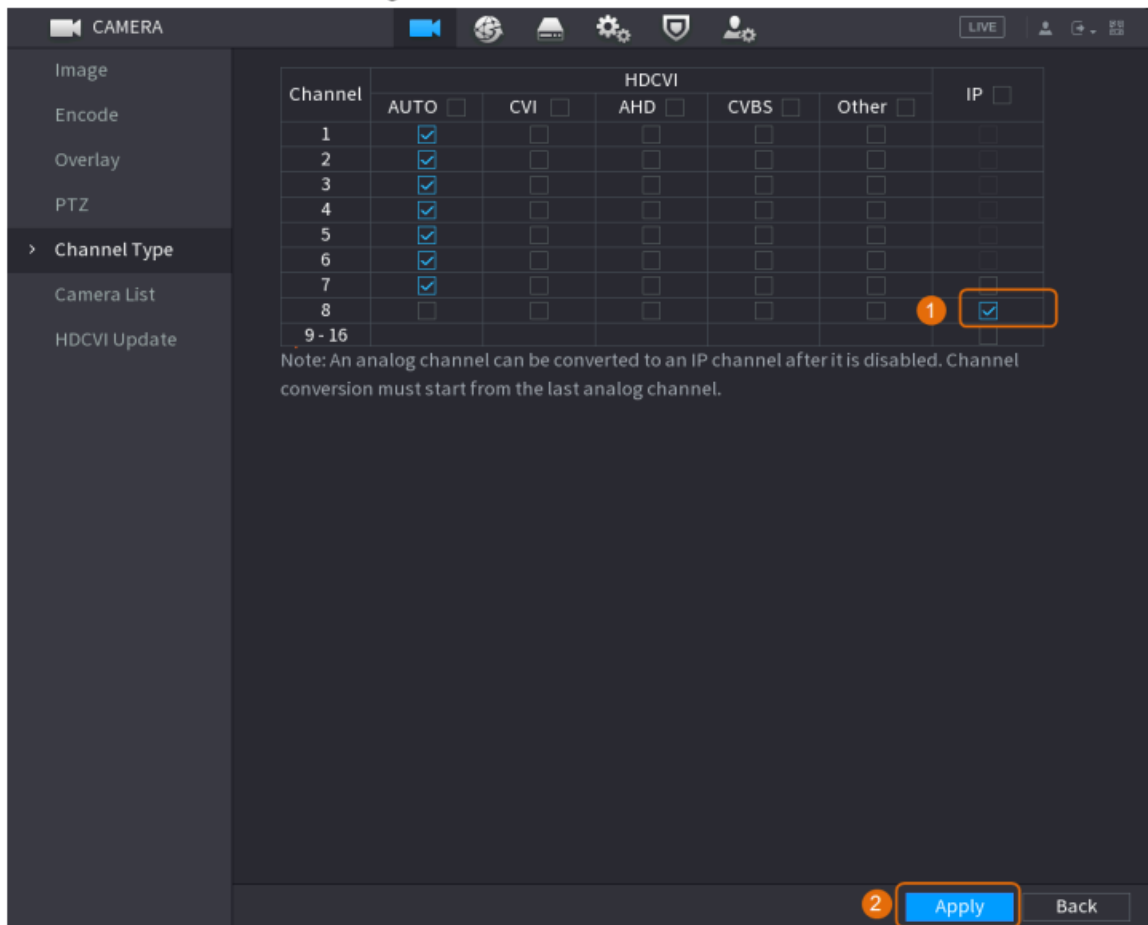 CAMERA LIVE
Image
Encode
Overlay
PTZ
> Channel Type
Camera List
HDCVI Update
Channel HDCVI IP
AUTO CVI AHD CVBS Other
1
2
3
4
5
6
7
8 1
9 - 16
Note: An analog channel can be converted to an IP channel after it is disabled. Channel
conversion must start from the last analog channel.
2 Apply Back